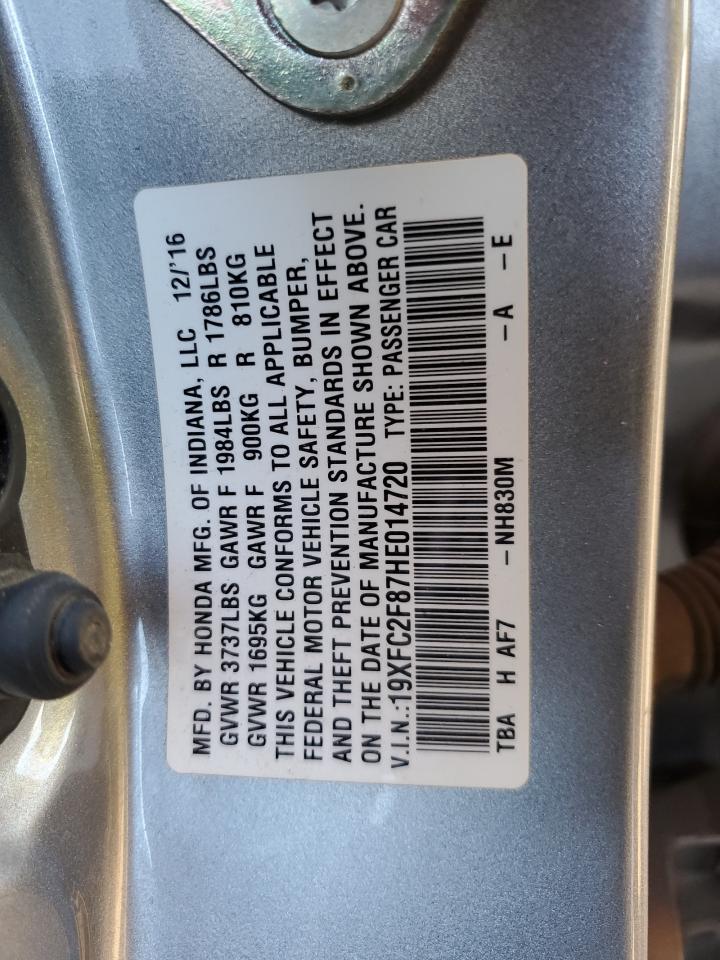 MFD. BY HONDA MFG. OF INDIANA, LLC 12/'16
GVWR 3737LBS GAWR F 1984LBS R 1786LBS
GVWR 1695KG GAWR F 900KG R 810KG
THIS VEHICLE CONFORMS TO ALL APPLICABLE
FEDERAL MOTOR VEHICLE SAFETY, BUMPER,
AND THEFT PREVENTION STANDARDS IN EFFECT
ON THE DATE OF MANUFACTURE SHOWN ABOVE.
V.I.N.:19XFC2F87HE014720 TYPE: PASSENGER CAR
TBA H AF7 -NH830M -A -E